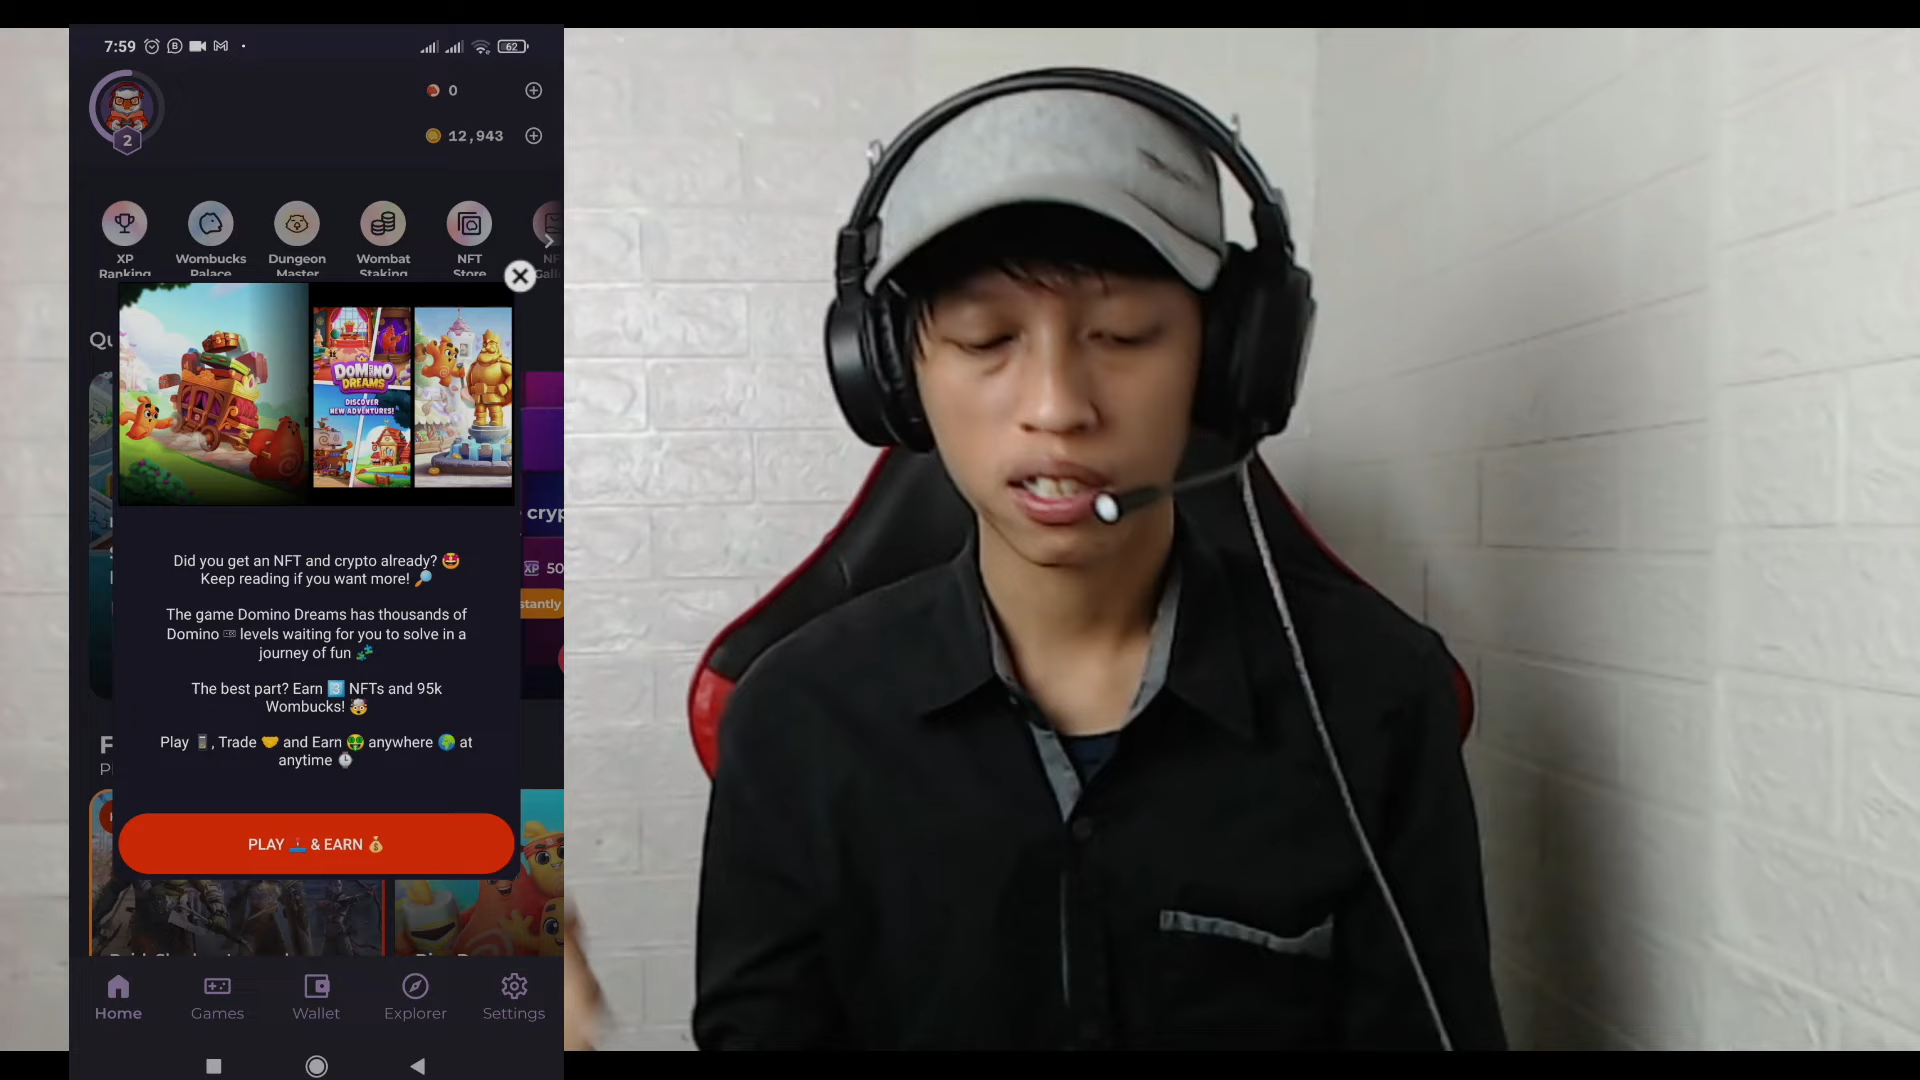 7:59
62
0
12,943
2
XP
Ranking
Wombucks
Palace
Dungeon
Master
Wombat
Staking
NFT
Store
Qu
DOMINO
DREAMS
DISCOVER
NEW ADVENTURES!
cryp
XP 50
stantly
Did you get an NFT and crypto already? 🤩
Keep reading if you want more! 🔎
The game Domino Dreams has thousands of
Domino 🁫 levels waiting for you to solve in a
journey of fun 🧩
The best part? Earn 3️⃣ NFTs and 95k
Wombucks! 🤯
Play 📱, Trade 🤝 and Earn 🤑 anywhere 🌍 at
anytime ⌚
PLAY 🕹️ & EARN 💰
Home
Games
Wallet
Explorer
Settings